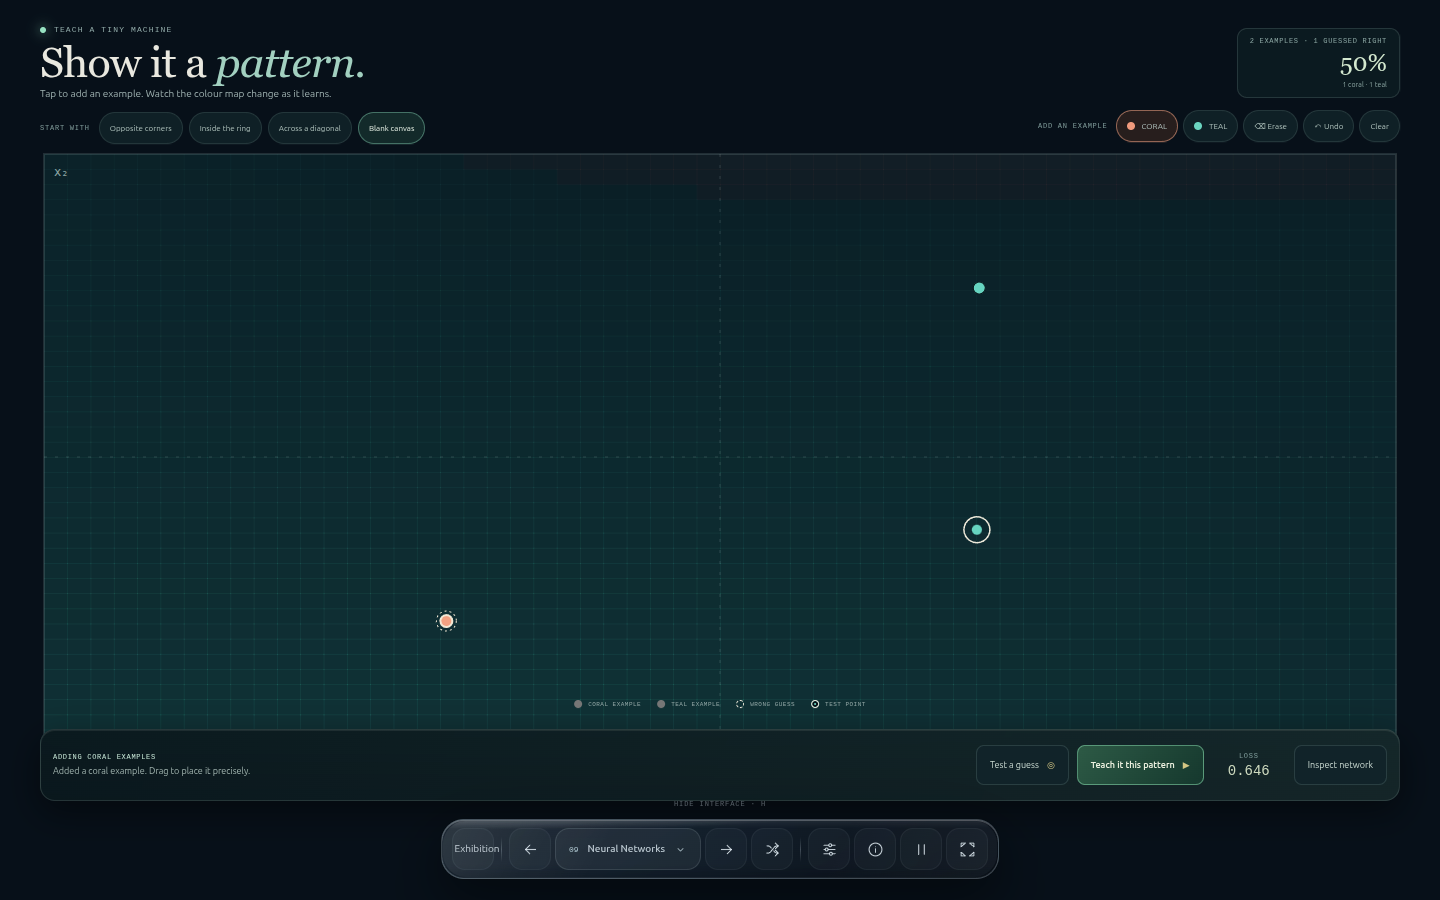 TEACH A TINY MACHINE
Show it a pattern.
Tap to add an example. Watch the colour map change as it learns.
2 EXAMPLES · 1 GUESSED RIGHT
50%
1 coral · 1 teal
START WITH
Opposite corners
Inside the ring
Across a diagonal
Blank canvas
ADD AN EXAMPLE
CORAL
TEAL
⌫ Erase
↶ Undo
Clear
X₂
CORAL EXAMPLE
TEAL EXAMPLE
WRONG GUESS
TEST POINT
ADDING CORAL EXAMPLES
Added a coral example. Drag to place it precisely.
Test a guess ◎
Teach it this pattern ▶
LOSS
0.646
Inspect network
HIDE INTERFACE · H
Exhibition
09 Neural Networks